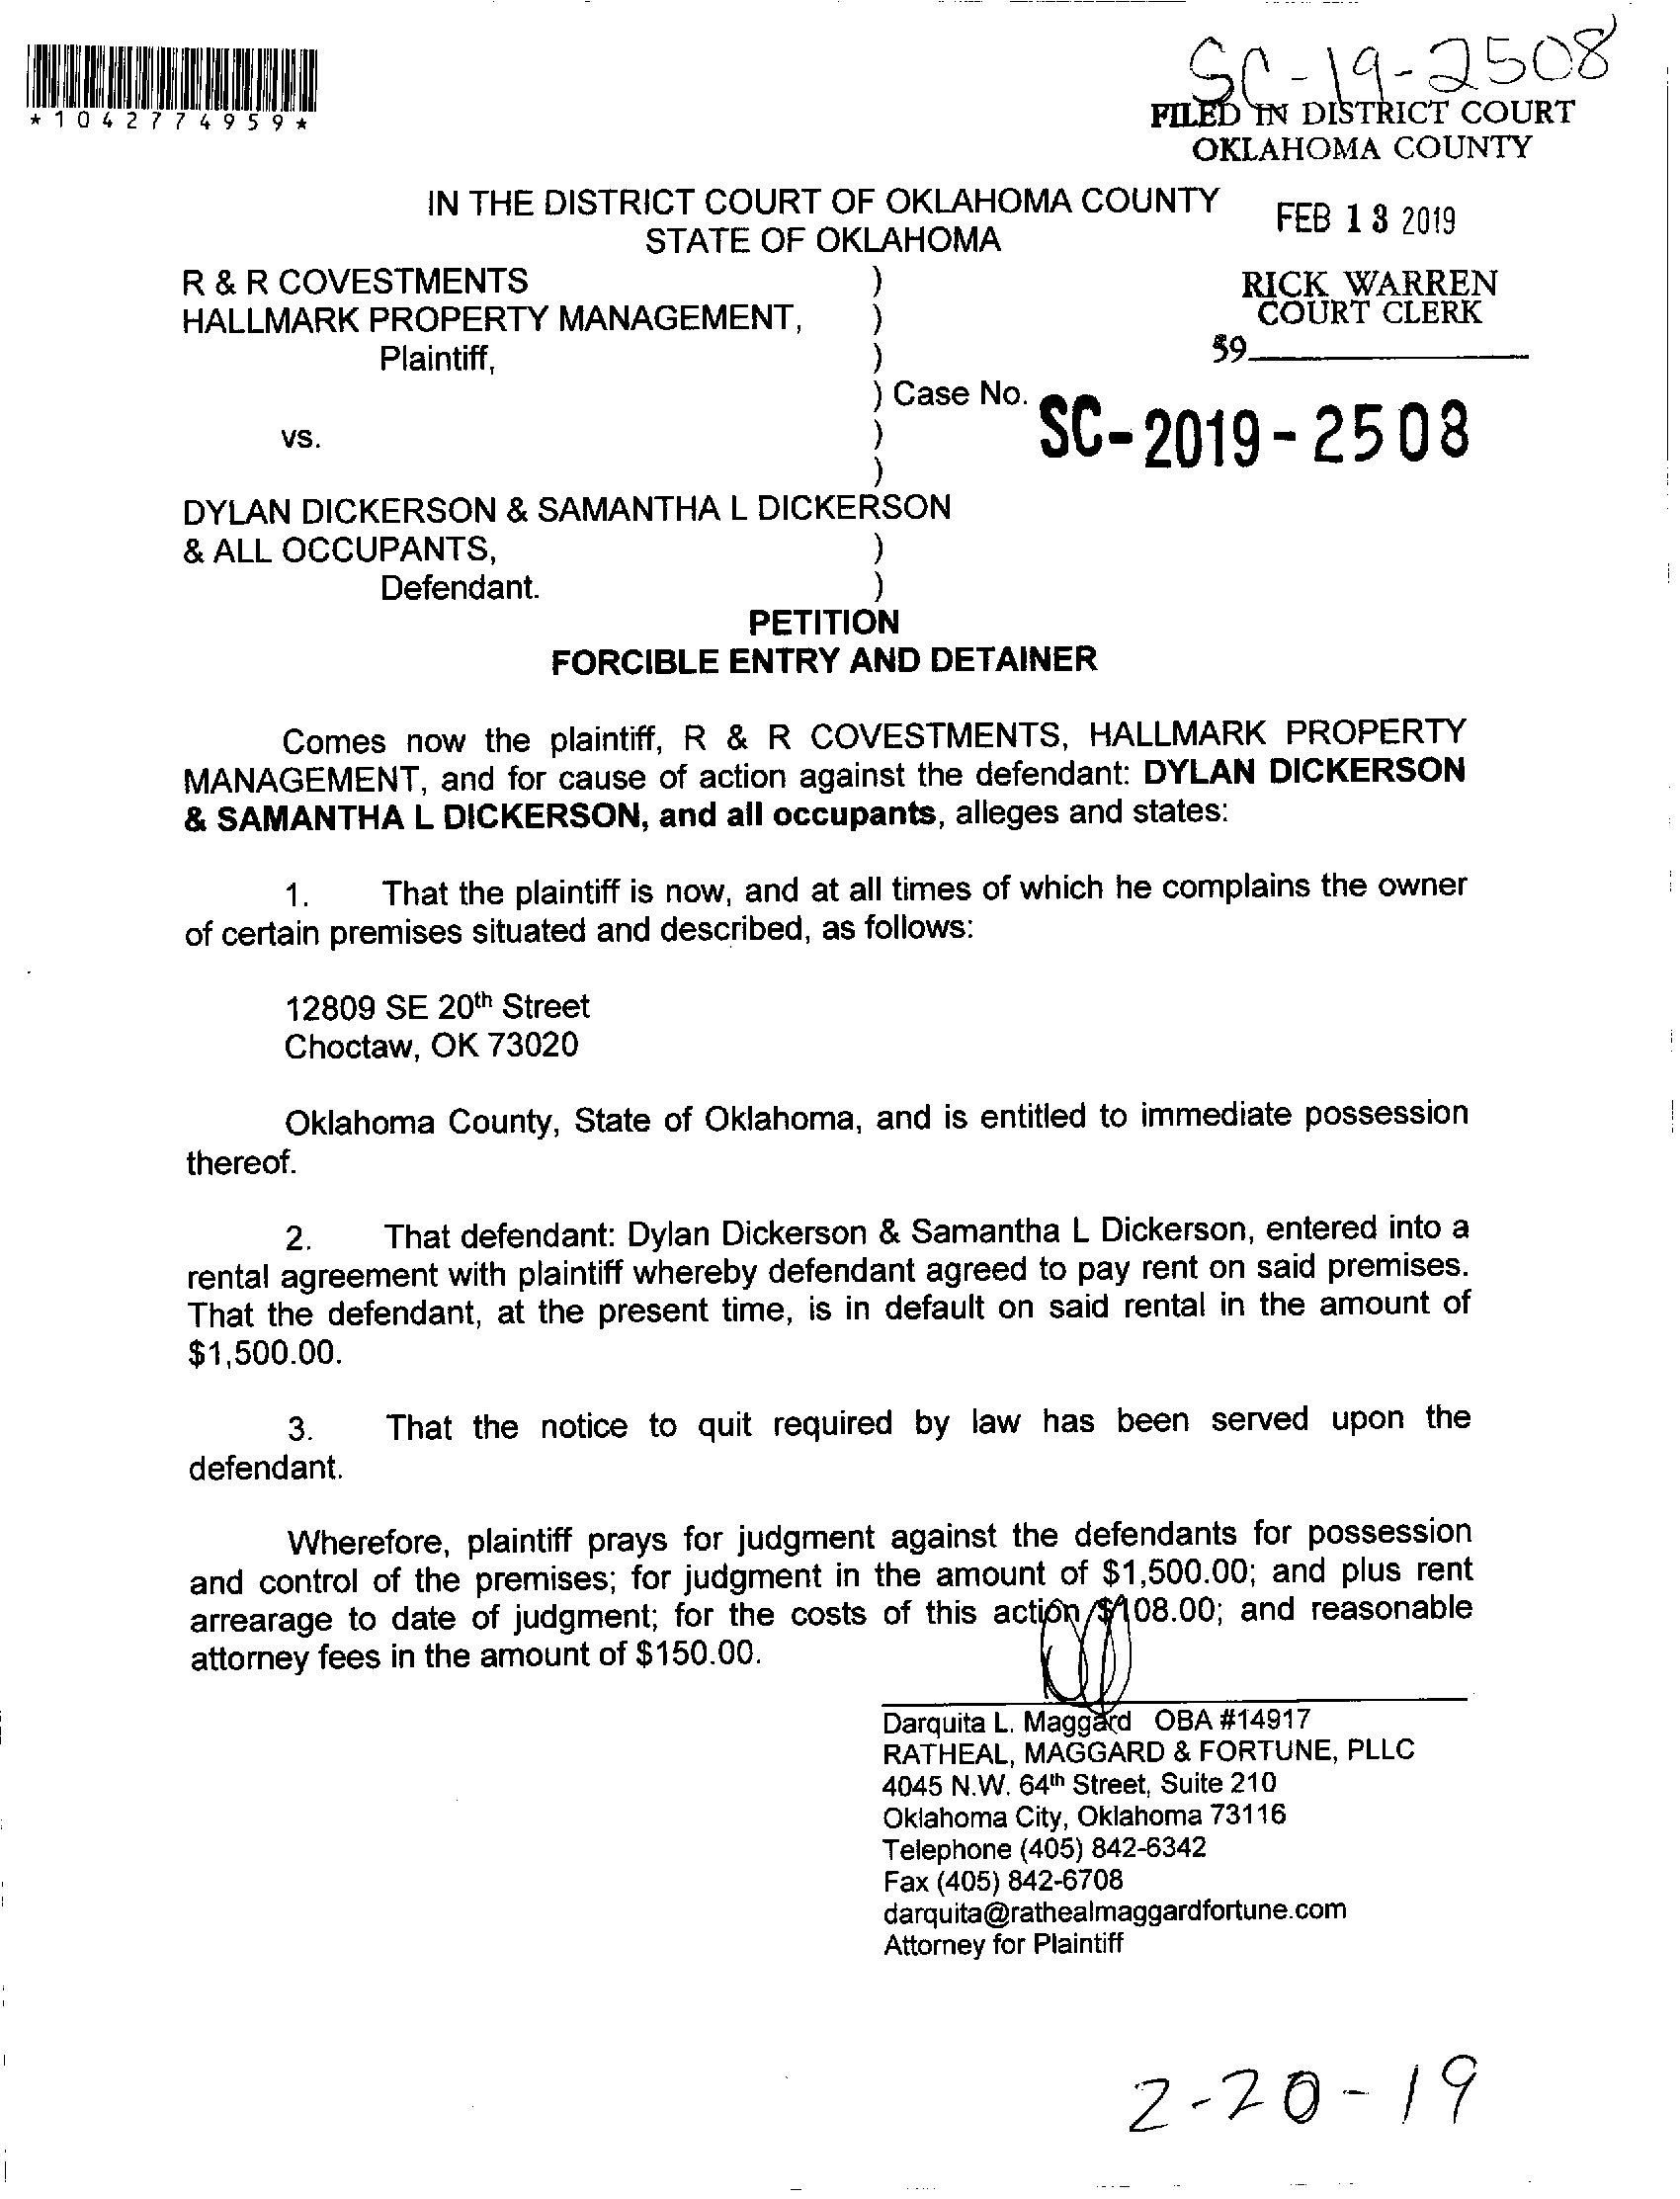 SC-19-2508
*1042774959*
FILED IN DISTRICT COURT
OKLAHOMA COUNTY
IN THE DISTRICT COURT OF OKLAHOMA COUNTY
STATE OF OKLAHOMA
FEB 13 2019
R & R COVESTMENTS )
HALLMARK PROPERTY MANAGEMENT, )
Plaintiff, )
RICK WARREN
COURT CLERK
59
) Case No. SC-2019-2508
vs. )
)
DYLAN DICKERSON & SAMANTHA L DICKERSON
& ALL OCCUPANTS, )
Defendant. )
PETITION
FORCIBLE ENTRY AND DETAINER
Comes now the plaintiff, R & R COVESTMENTS, HALLMARK PROPERTY
MANAGEMENT, and for cause of action against the defendant: DYLAN DICKERSON
& SAMANTHA L DICKERSON, and all occupants, alleges and states:
1. That the plaintiff is now, and at all times of which he complains the owner
of certain premises situated and described, as follows:
12809 SE 20th Street
Choctaw, OK 73020
Oklahoma County, State of Oklahoma, and is entitled to immediate possession
thereof.
2. That defendant: Dylan Dickerson & Samantha L Dickerson, entered into a
rental agreement with plaintiff whereby defendant agreed to pay rent on said premises.
That the defendant, at the present time, is in default on said rental in the amount of
$1,500.00.
3. That the notice to quit required by law has been served upon the
defendant.
Wherefore, plaintiff prays for judgment against the defendants for possession
and control of the premises; for judgment in the amount of $1,500.00; and plus rent
arrearage to date of judgment; for the costs of this action $108.00; and reasonable
attorney fees in the amount of $150.00.
Darquita L. Maggard OBA #14917
RATHEAL, MAGGARD & FORTUNE, PLLC
4045 N.W. 64th Street, Suite 210
Oklahoma City, Oklahoma 73116
Telephone (405) 842-6342
Fax (405) 842-6708
darquita@rathealmaggardfortune.com
Attorney for Plaintiff
2-20-19